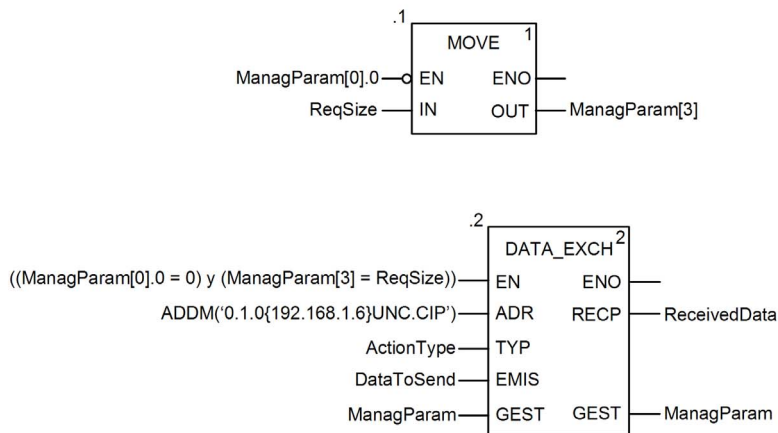 .1
MOVE 1
ManagParam[0].0 EN ENO
ReqSize IN OUT ManagParam[3]
.2
DATA_EXCH 2
((ManagParam[0].0 = 0) y (ManagParam[3] = ReqSize)) EN ENO
ADDM(‘0.1.0{192.168.1.6}UNC.CIP’) ADR RECP ReceivedData
ActionType TYP
DataToSend EMIS
ManagParam GEST GEST ManagParam